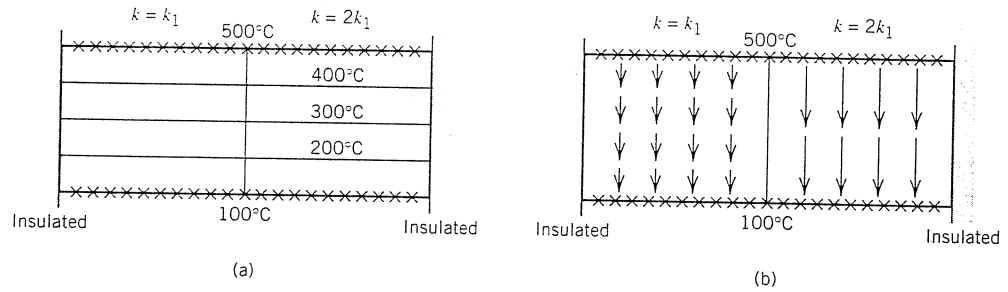 k = k₁
k = 2k₁
500°C
400°C
300°C
200°C
100°C
Insulated
Insulated
(a)
k = k₁
k = 2k₁
500°C
100°C
Insulated
Insulated
(b)